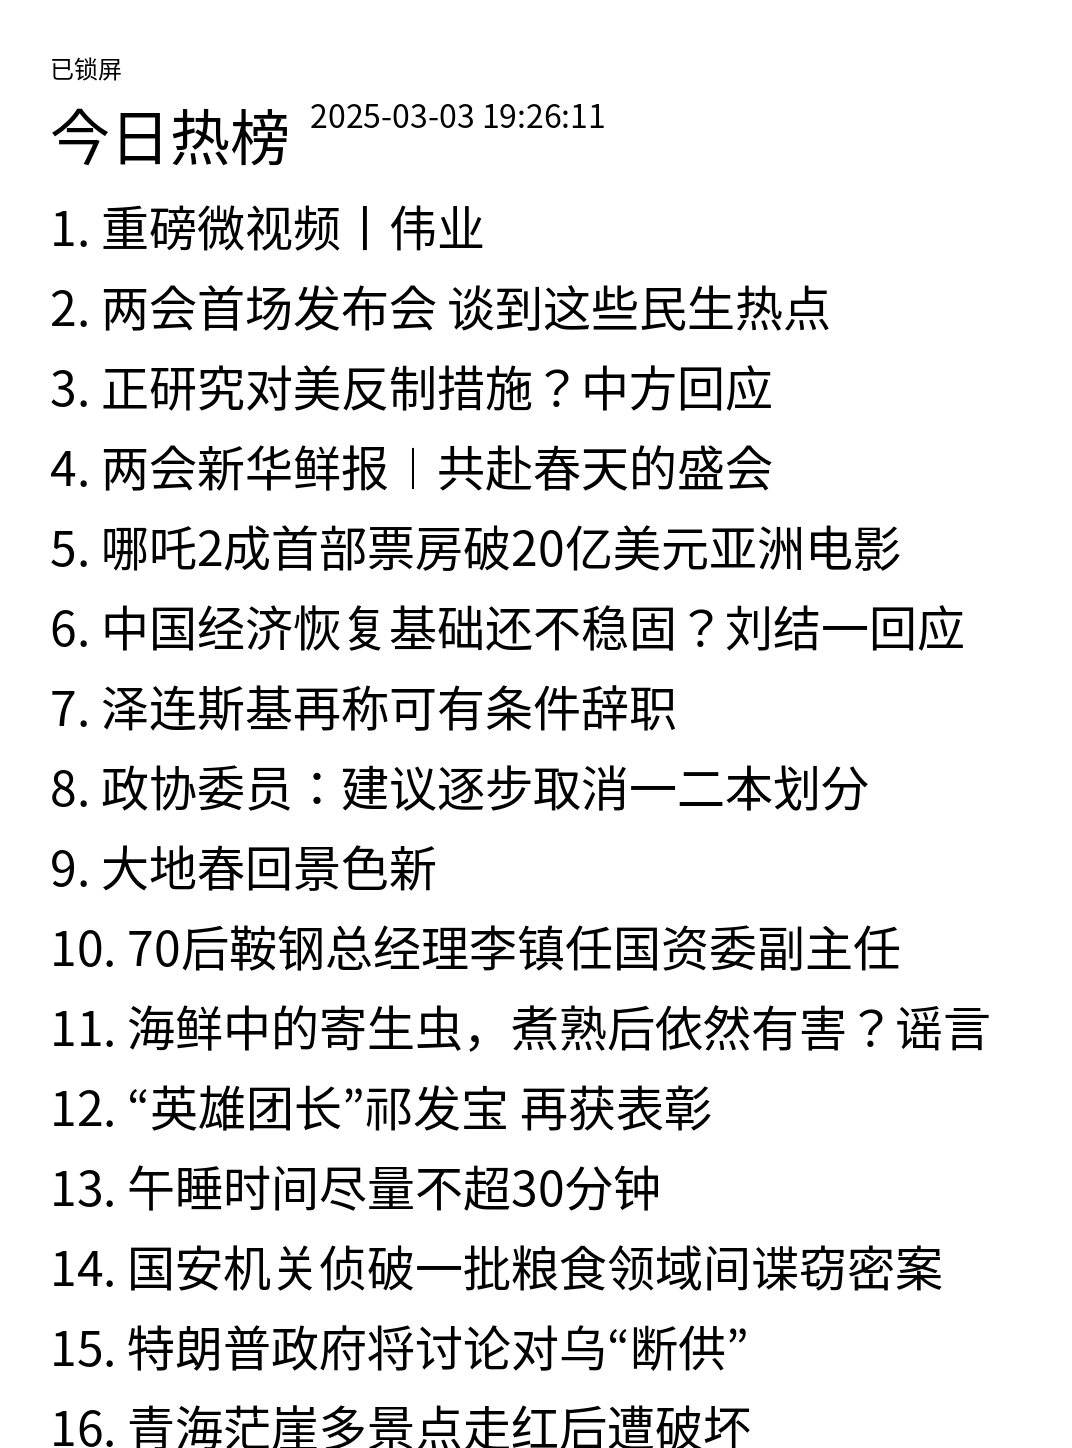 已锁屏
今日热榜 2025-03-03 19:26:11
1. 重磅微视频丨伟业
2. 两会首场发布会 谈到这些民生热点
3. 正研究对美反制措施？中方回应
4. 两会新华鲜报︱共赴春天的盛会
5. 哪吒2成首部票房破20亿美元亚洲电影
6. 中国经济恢复基础还不稳固？刘结一回应
7. 泽连斯基再称可有条件辞职
8. 政协委员：建议逐步取消一二本划分
9. 大地春回景色新
10. 70后鞍钢总经理李镇任国资委副主任
11. 海鲜中的寄生虫，煮熟后依然有害？谣言
12. “英雄团长”祁发宝 再获表彰
13. 午睡时间尽量不超30分钟
14. 国安机关侦破一批粮食领域间谍窃密案
15. 特朗普政府将讨论对乌“断供”
16. 青海茫崖多景点走红后遭破坏